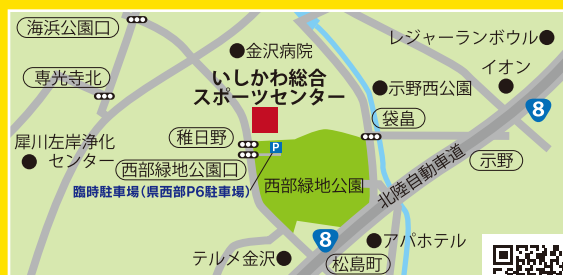 海浜公園口
金沢病院
レジャーランボウル
いしかわ総合
スポーツセンター
専光寺北
イオン
示野西公園
8
袋畠
稚日野
犀川左岸浄化
センター
P
西部緑地公園口
示野
臨時駐車場(県西部P6駐車場)
西部緑地公園
北陸自動車道
8
アパホテル
テルメ金沢
松島町